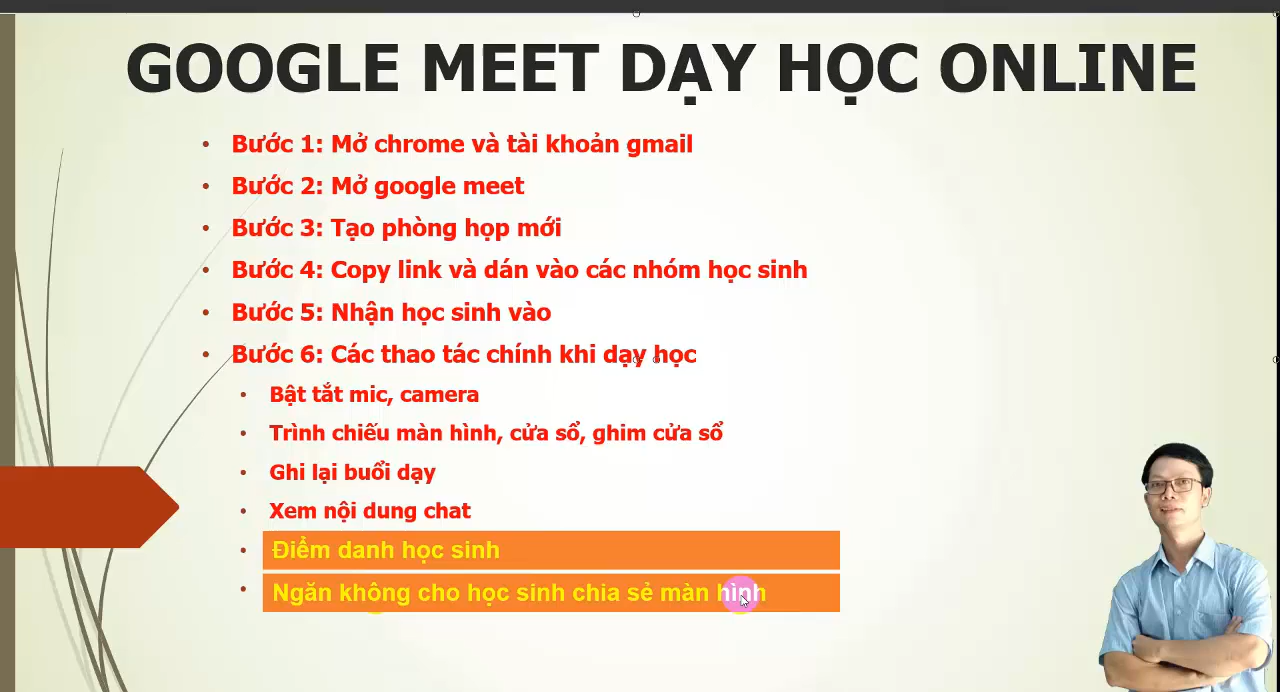 GOOGLE MEET DẠY HỌC ONLINE
• Bước 1: Mở chrome và tài khoản gmail
• Bước 2: Mở google meet
• Bước 3: Tạo phòng họp mới
• Bước 4: Copy link và dán vào các nhóm học sinh
• Bước 5: Nhận học sinh vào
• Bước 6: Các thao tác chính khi dạy học
• Bật tắt mic, camera
• Trình chiếu màn hình, cửa sổ, ghim cửa sổ
• Ghi lại buổi dạy
• Xem nội dung chat
• Điểm danh học sinh
• Ngăn không cho học sinh chia sẻ màn hình